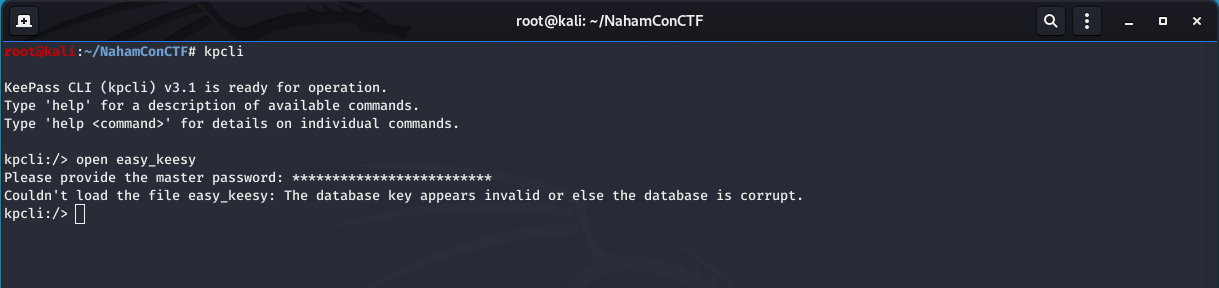 root@kali: ~/NahamConCTF
root@kali:~/NahamConCTF# kpcli
KeePass CLI (kpcli) v3.1 is ready for operation.
Type 'help' for a description of available commands.
Type 'help <command>' for details on individual commands.
kpcli:/> open easy_keesy
Please provide the master password: *************************
Couldn't load the file easy_keesy: The database key appears invalid or else the database is corrupt.
kpcli:/>